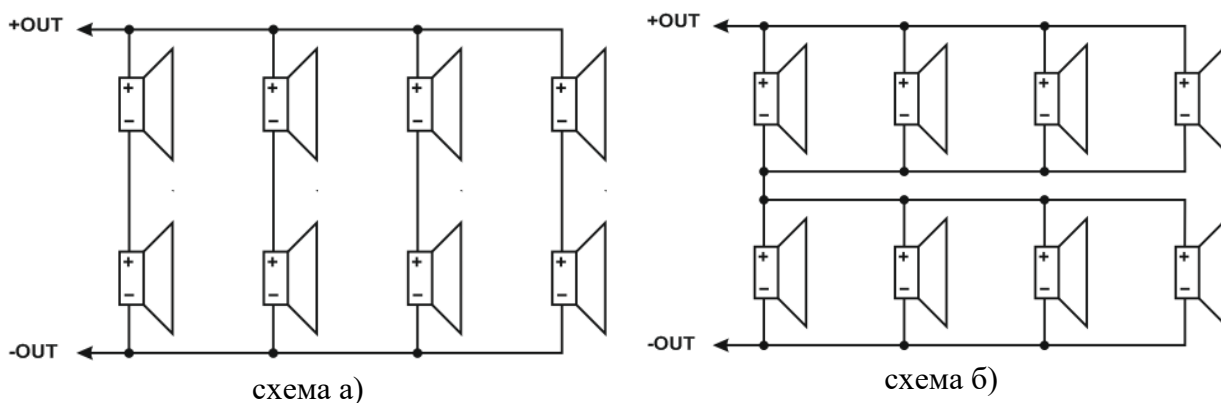 +OUT
+ + + +
− − − −
+ + + +
− − − −
-OUT
схема а)
+OUT
+ + + +
− − − −
+ + + +
− − − −
-OUT
схема б)